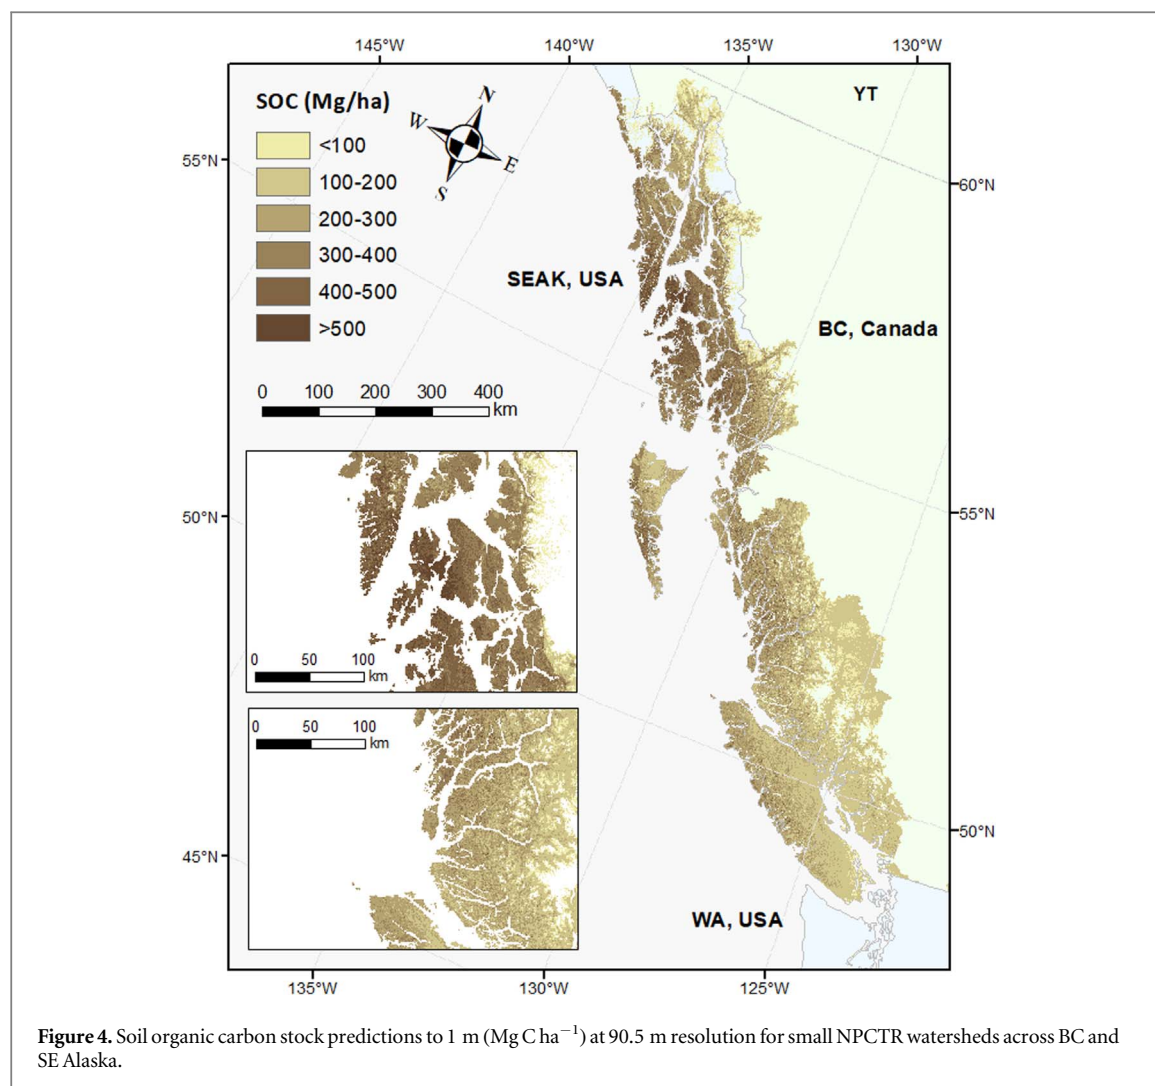 145°W 140°W 135°W 130°W
SOC (Mg/ha)
<100
100-200
200-300
300-400
400-500
>500
N
W
E
S
YT
55°N
60°N
SEAK, USA
BC, Canada
0 100 200 300 400
km
50°N
55°N
0 50 100
km
0 50 100
km
45°N
50°N
WA, USA
135°W 130°W 125°W
Figure 4. Soil organic carbon stock predictions to 1 m (Mg C ha⁻¹) at 90.5 m resolution for small NPCTR watersheds across BC and
SE Alaska.